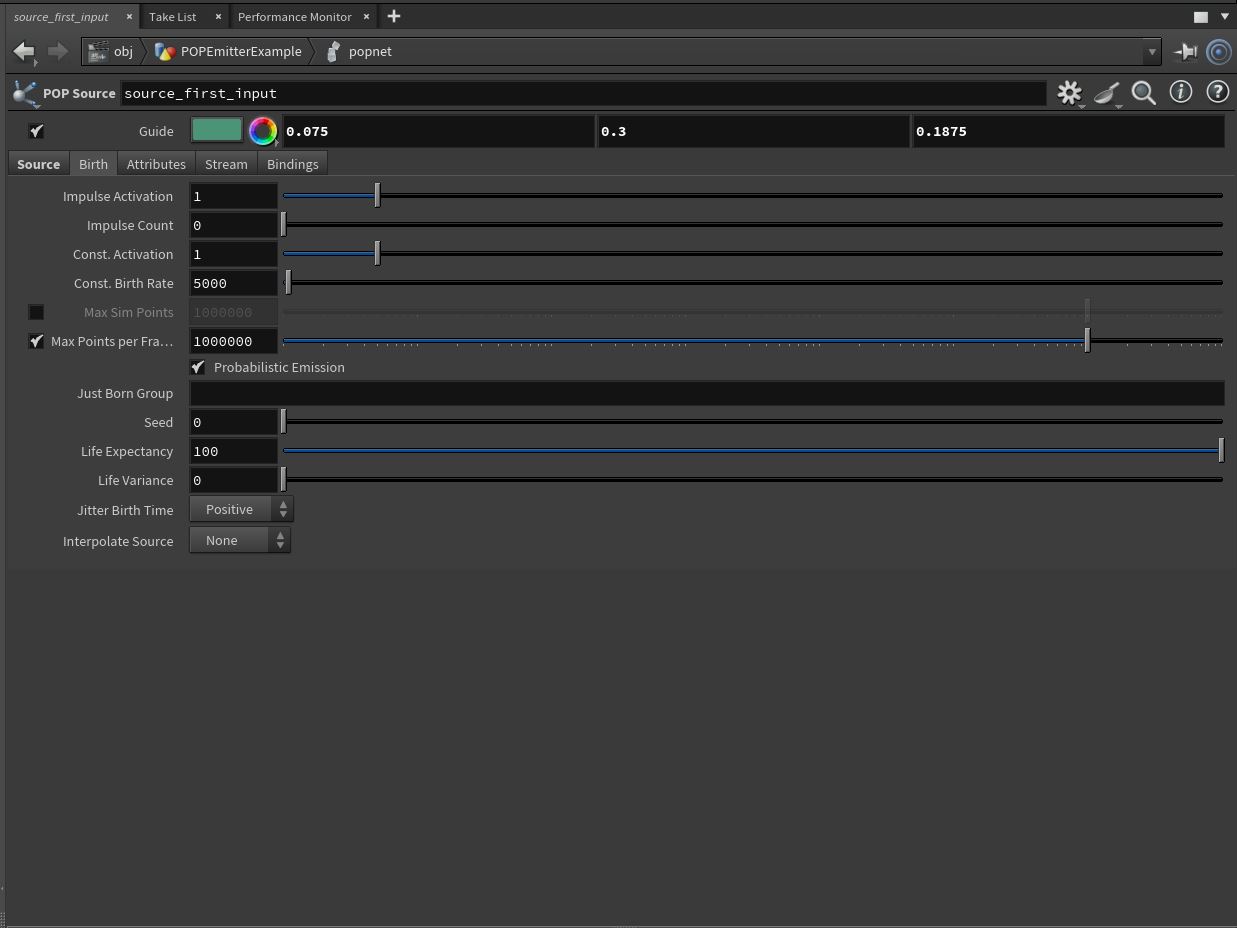 source_first_input × Take List × Performance Monitor ×
obj POPEmitterExample popnet
POP Source source_first_input
Guide 0.075 0.3 0.1875
Source Birth Attributes Stream Bindings
Impulse Activation 1
Impulse Count 0
Const. Activation 1
Const. Birth Rate 5000
Max Sim Points 1000000
Max Points per Fra... 1000000
Probabilistic Emission
Just Born Group
Seed 0
Life Expectancy 100
Life Variance 0
Jitter Birth Time Positive
Interpolate Source None